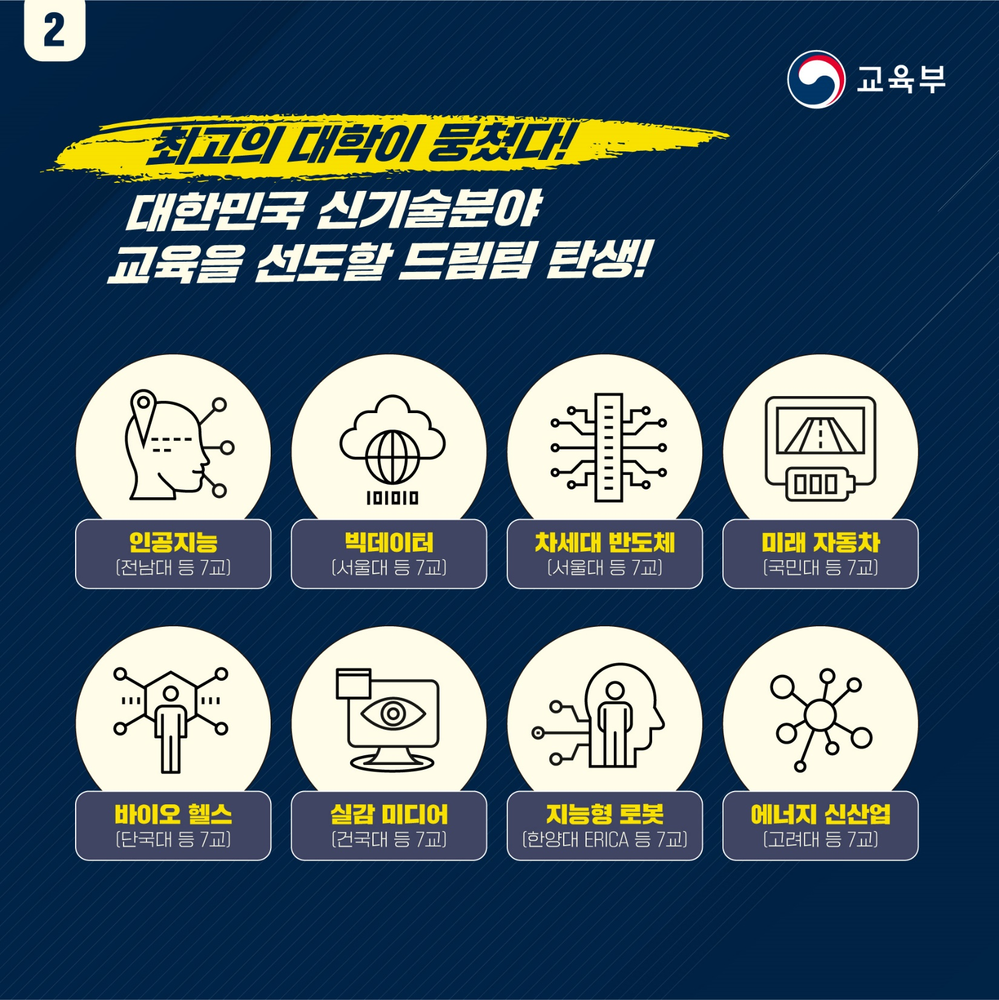 2
교육부
최고의 대학이 뭉쳤다!
대한민국 신기술분야
교육을 선도할 드림팀 탄생!
101010
인공지능
(전남대 등 7교)
빅데이터
(서울대 등 7교)
차세대 반도체
(서울대 등 7교)
미래 자동차
(국민대 등 7교)
바이오 헬스
(단국대 등 7교)
실감 미디어
(건국대 등 7교)
지능형 로봇
(한양대 ERICA 등 7교)
에너지 신산업
(고려대 등 7교)